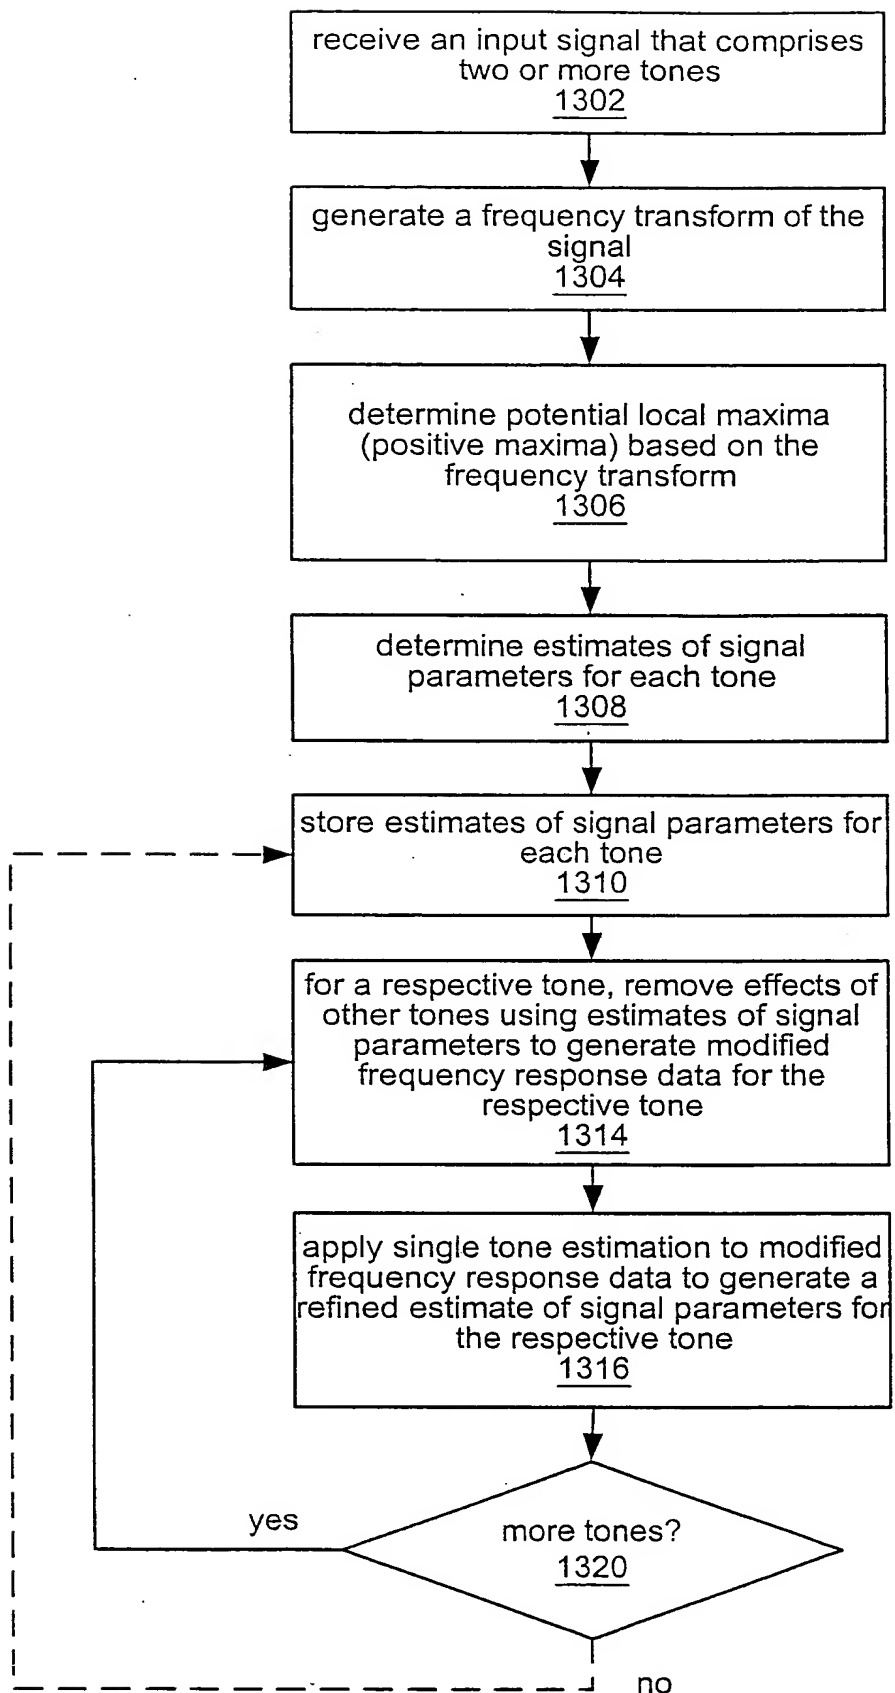 receive an input signal that comprises
two or more tones
1302
generate a frequency transform of the
signal
1304
determine potential local maxima
(positive maxima) based on the
frequency transform
1306
determine estimates of signal
parameters for each tone
1308
store estimates of signal parameters for
each tone
1310
for a respective tone, remove effects of
other tones using estimates of signal
parameters to generate modified
frequency response data for the
respective tone
1314
apply single tone estimation to modified
frequency response data to generate a
refined estimate of signal parameters for
the respective tone
1316
yes
more tones?
1320
no